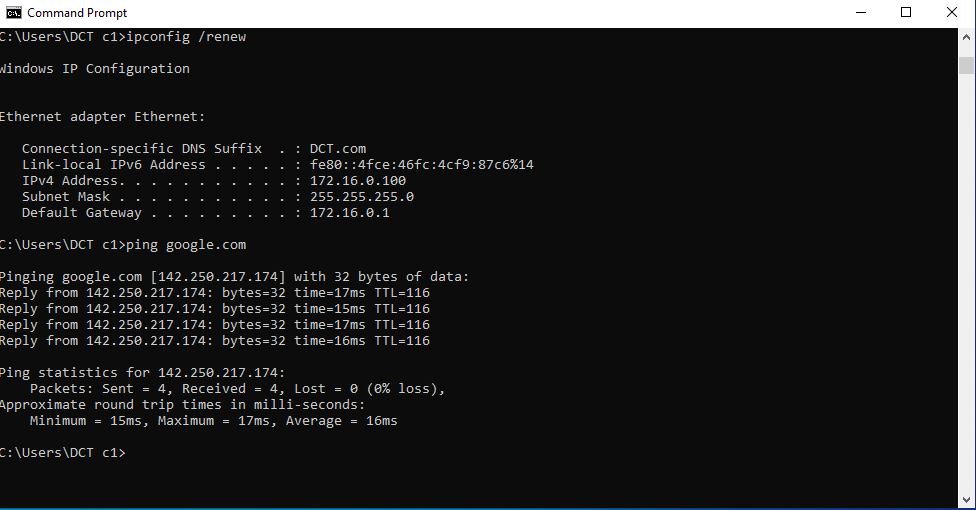 Command Prompt
C:\Users\DCT c1>ipconfig /renew
Windows IP Configuration
Ethernet adapter Ethernet:
Connection-specific DNS Suffix  . : DCT.com
Link-local IPv6 Address . . . . . : fe80::4fce:46fc:4cf9:87c6%14
IPv4 Address. . . . . . . . . . . : 172.16.0.100
Subnet Mask . . . . . . . . . . . : 255.255.255.0
Default Gateway . . . . . . . . . : 172.16.0.1
C:\Users\DCT c1>ping google.com
Pinging google.com [142.250.217.174] with 32 bytes of data:
Reply from 142.250.217.174: bytes=32 time=17ms TTL=116
Reply from 142.250.217.174: bytes=32 time=15ms TTL=116
Reply from 142.250.217.174: bytes=32 time=17ms TTL=116
Reply from 142.250.217.174: bytes=32 time=16ms TTL=116
Ping statistics for 142.250.217.174:
Packets: Sent = 4, Received = 4, Lost = 0 (0% loss),
Approximate round trip times in milli-seconds:
Minimum = 15ms, Maximum = 17ms, Average = 16ms
C:\Users\DCT c1>